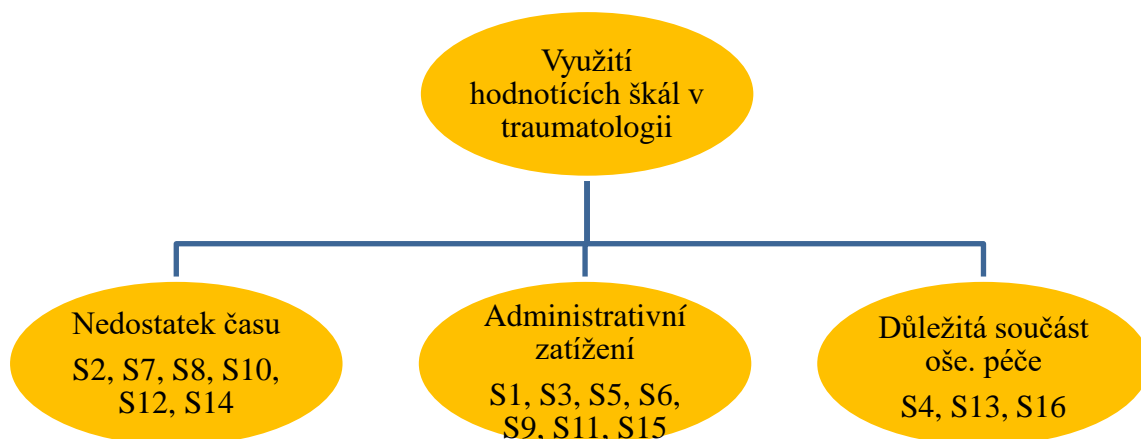 Využití
hodnotících škál v
traumatologii
Nedostatek času
S2, S7, S8, S10,
S12, S14
Administrativní
zatížení
S1, S3, S5, S6,
S9, S11, S15
Důležitá součást
oše. péče
S4, S13, S16